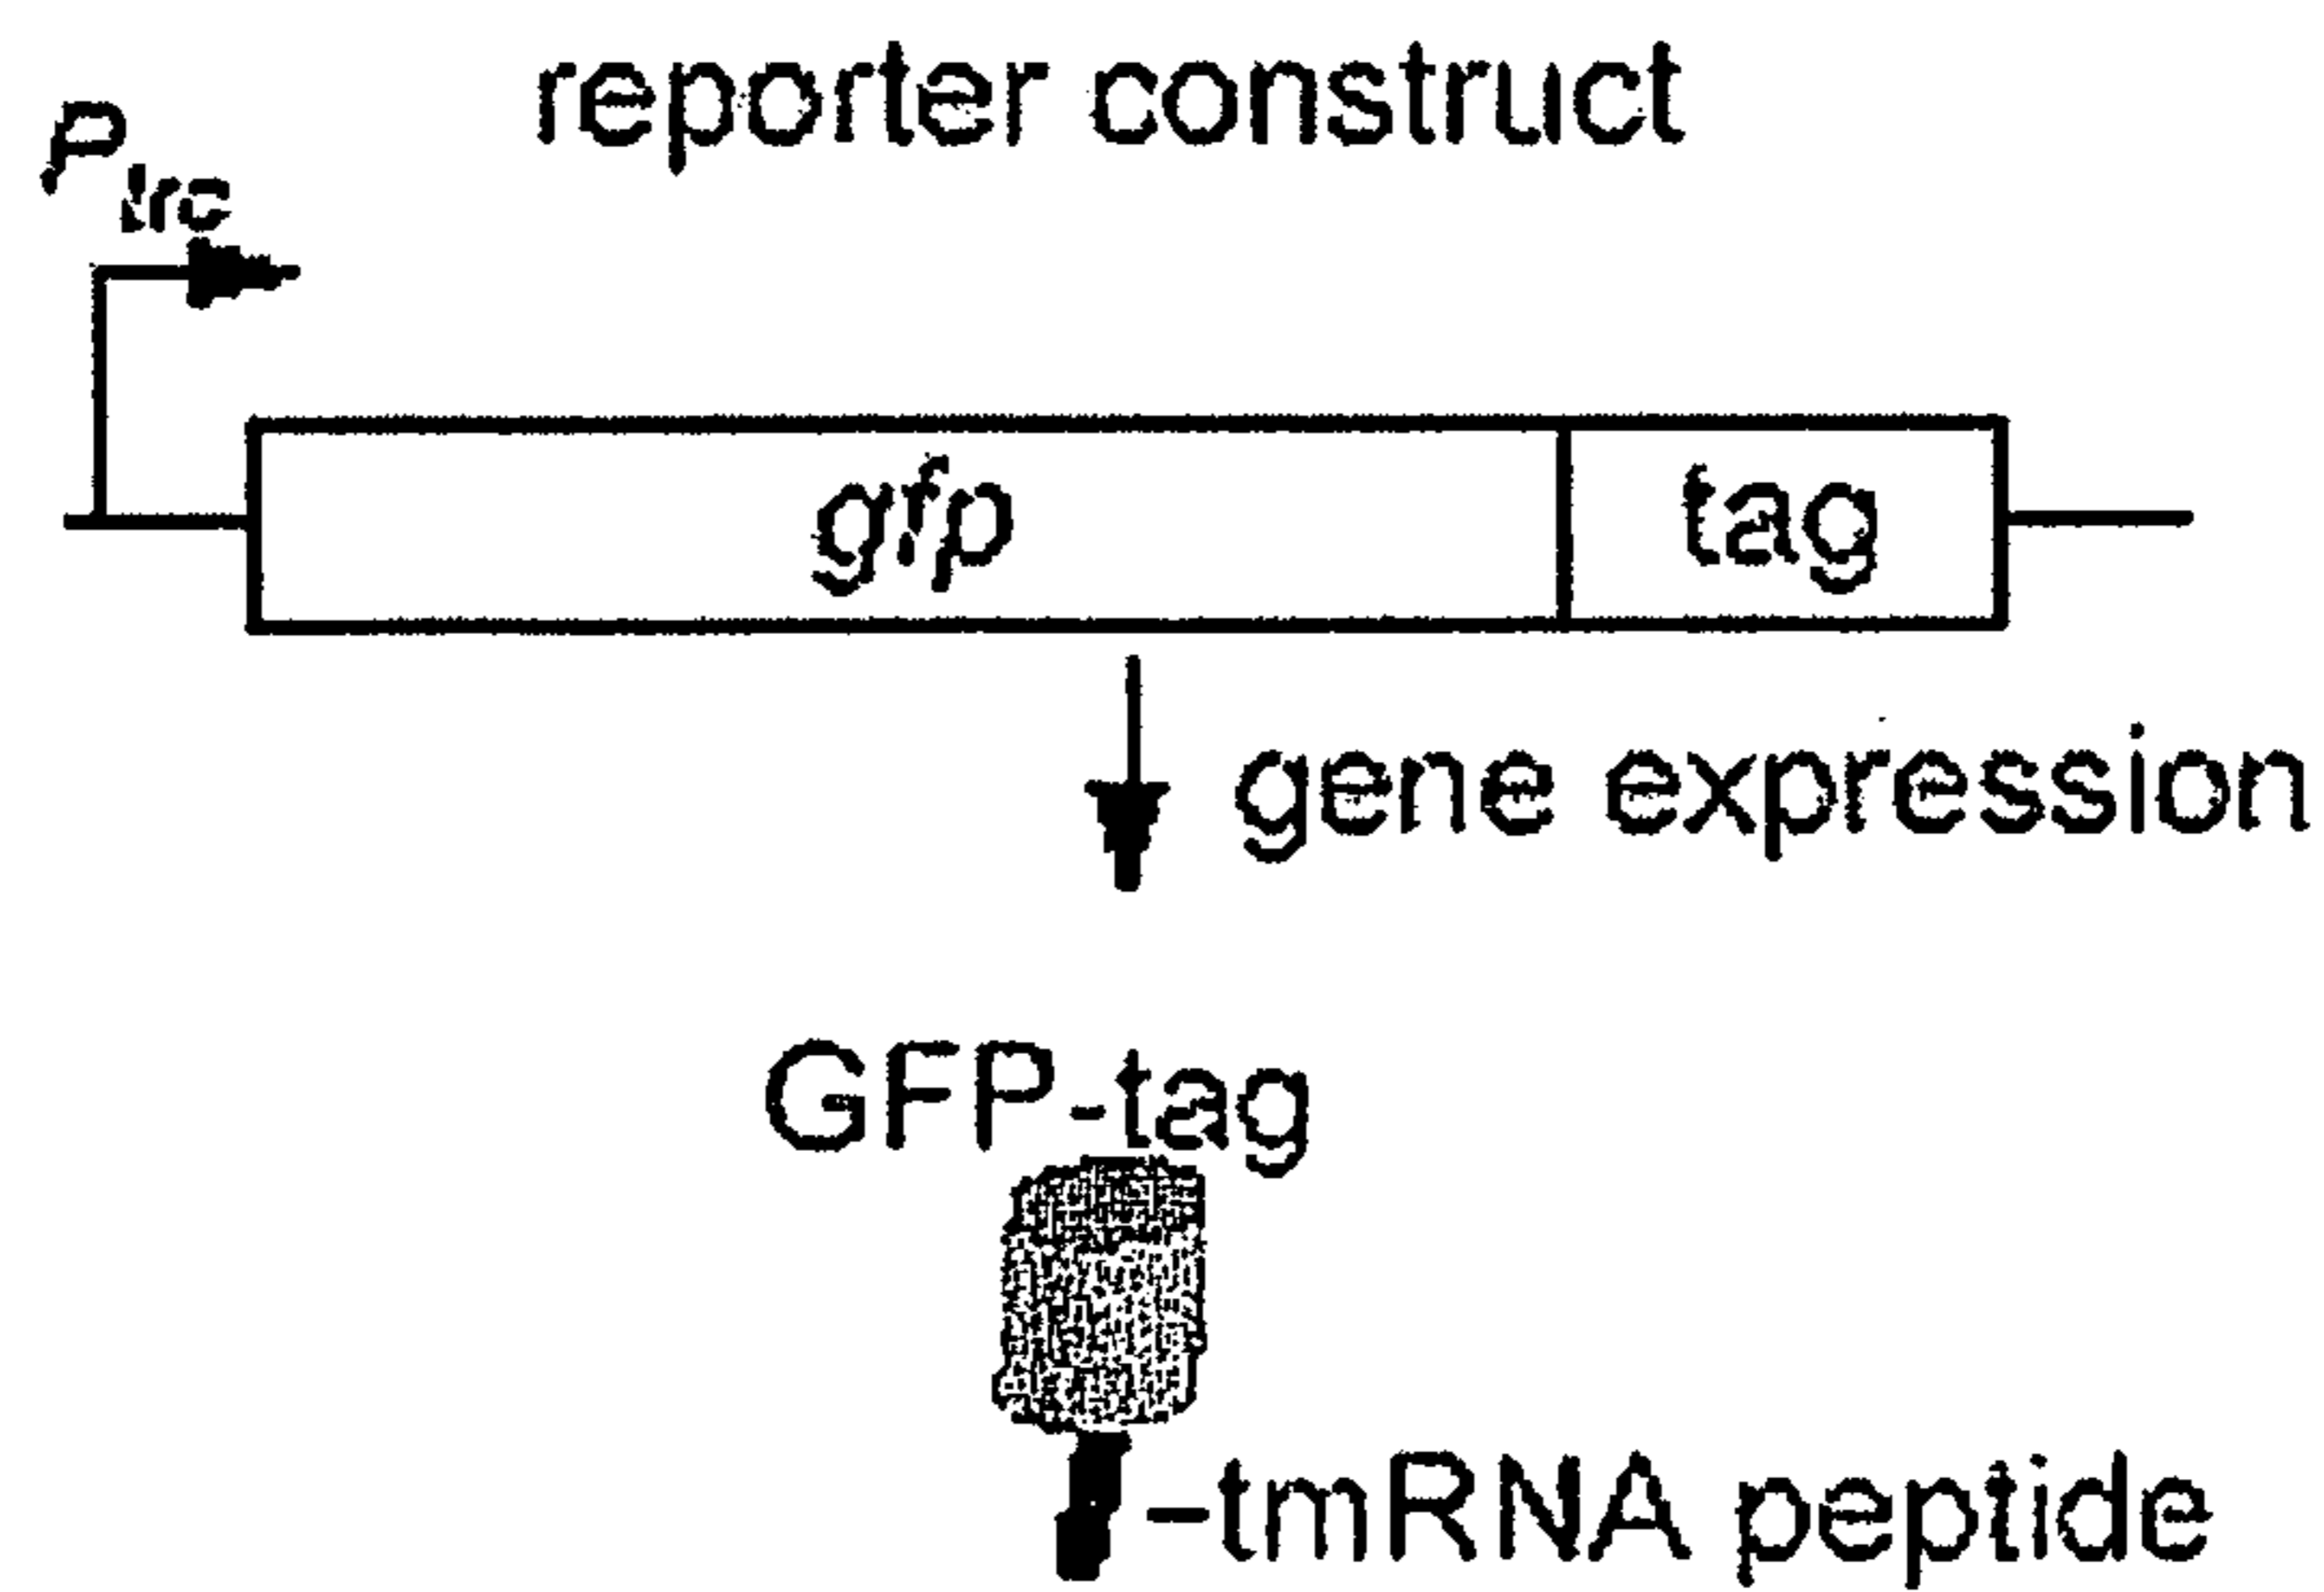 reporter construct
Ptrc
gfp tag
gene expression
GFP-tag
tmRNA peptide